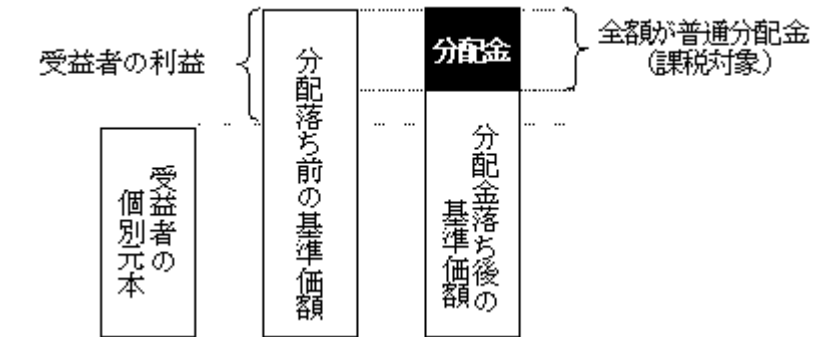 受益者の利益
受益者の
個別元本
分配落ち前の基準価額
分配金
分配金落ち後の
基準価額
全額が普通分配金
（課税対象）